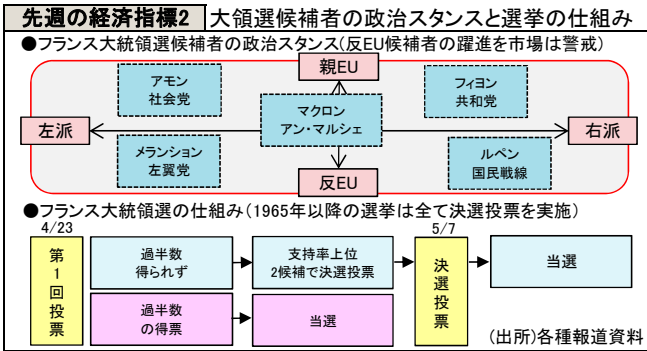 先週の経済指標2 大領選候補者の政治スタンスと選挙の仕組み
●フランス大統領選候補者の政治スタンス(反EU候補者の躍進を市場は警戒)
親EU
アモン
社会党
フィヨン
共和党
マクロン
アン・マルシェ
左派
右派
メランション
左翼党
ルペン
国民戦線
反EU
●フランス大統領選の仕組み(1965年以降の選挙は全て決選投票を実施)
4/23
5/7
第1回投票
過半数
得られず
支持率上位
2候補で決選投票
決選投票
当選
過半数
の得票
当選
(出所)各種報道資料